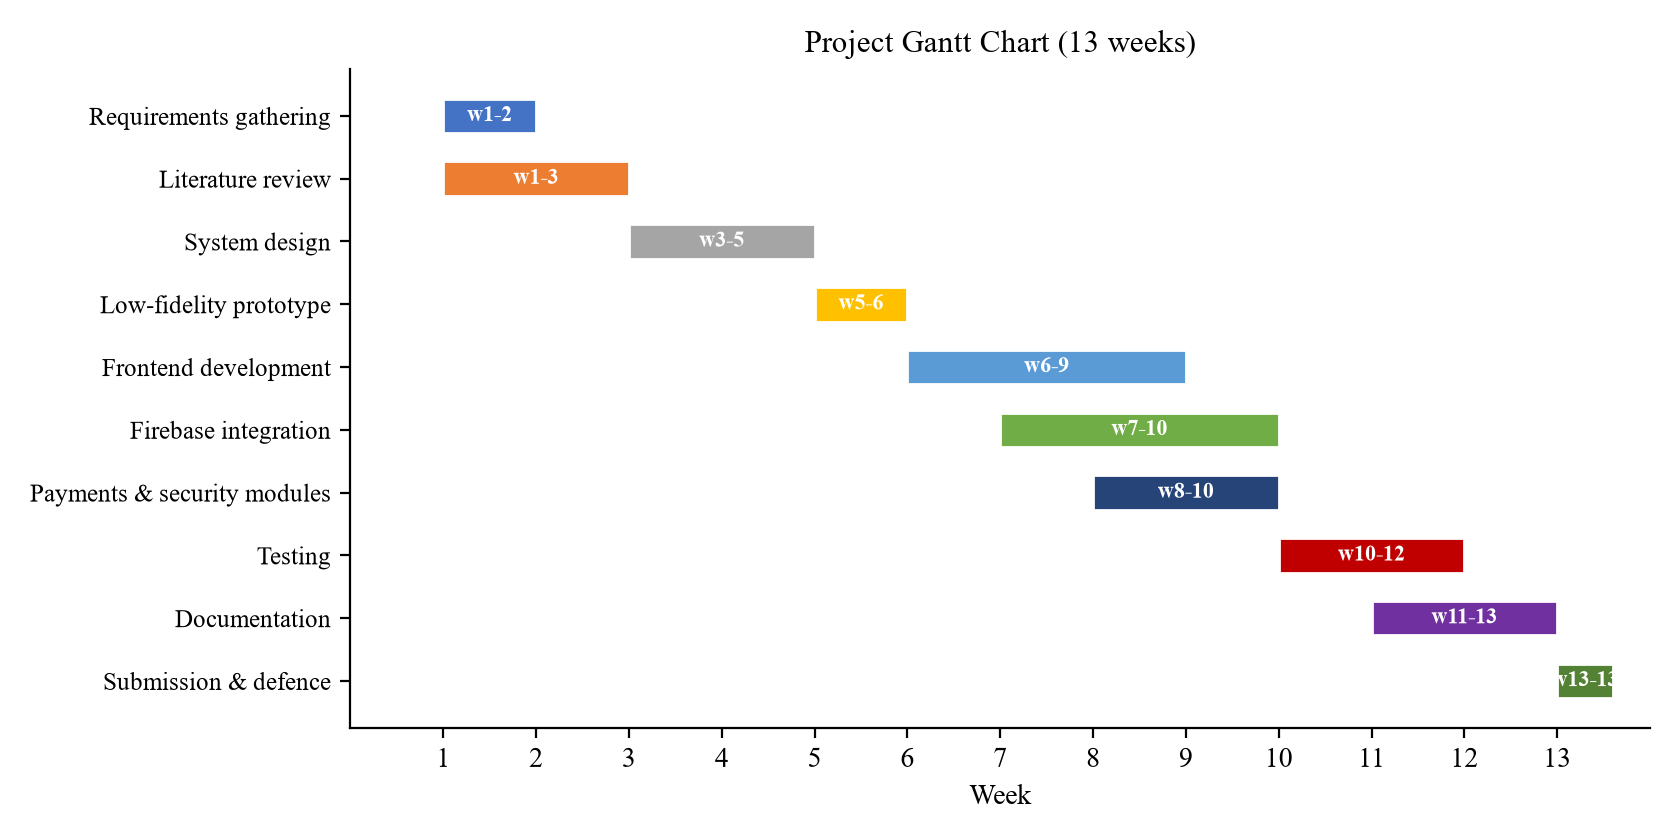 Project Gantt Chart (13 weeks)
Requirements gathering
w1-2
Literature review
w1-3
System design
w3-5
Low-fidelity prototype
w5-6
Frontend development
w6-9
Firebase integration
w7-10
Payments & security modules
w8-10
Testing
w10-12
Documentation
w11-13
Submission & defence
w13-13
1 2 3 4 5 6 7 8 9 10 11 12 13
Week